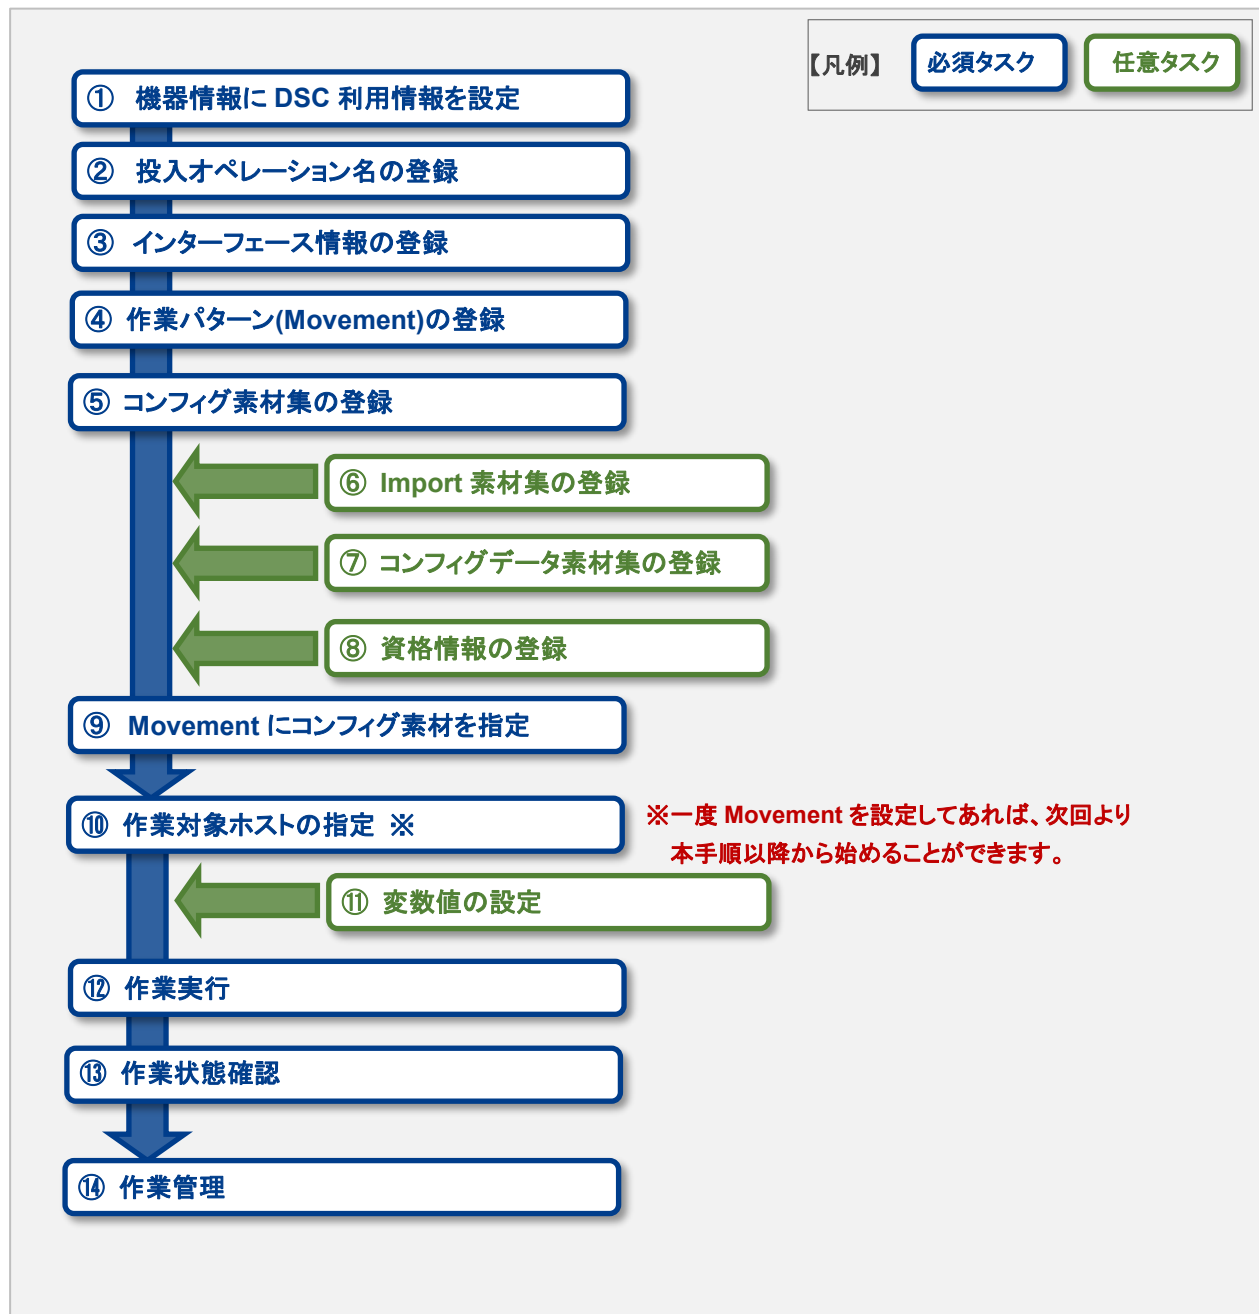 【凡例】 必須タスク 任意タスク
① 機器情報に DSC 利用情報を設定
② 投入オペレーション名の登録
③ インターフェース情報の登録
④ 作業パターン(Movement)の登録
⑤ コンフィグ素材集の登録
⑥ Import 素材集の登録
⑦ コンフィグデータ素材集の登録
⑧ 資格情報の登録
⑨ Movement にコンフィグ素材を指定
⑩ 作業対象ホストの指定 ※
※一度 Movement を設定してあれば、次回より
本手順以降から始めることができます。
⑪ 変数値の設定
⑫ 作業実行
⑬ 作業状態確認
⑭ 作業管理